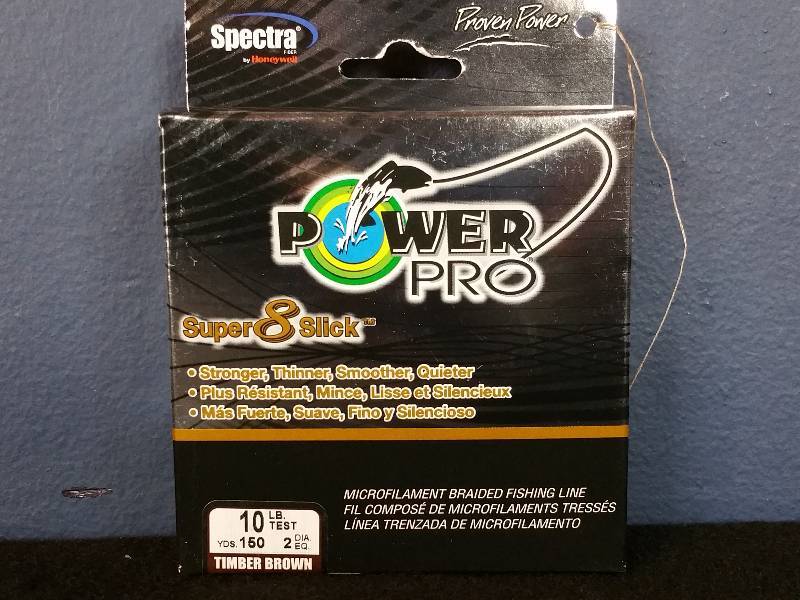 Spectra®
FIBER
by Honeywell
Proven Power
POWER
PRO®
Super 8 Slick™
• Stronger, Thinner, Smoother, Quieter
• Plus Résistant, Mince, Lisse et Silencieux
• Más Fuerte, Suave, Fino y Silencioso
MICROFILAMENT BRAIDED FISHING LINE
FIL COMPOSÉ DE MICROFILAMENTS TRESSÉS
LÍNEA TRENZADA DE MICROFILAMENTO
10 LB. TEST
YDS. 150 2 DIA. EQ.
TIMBER BROWN